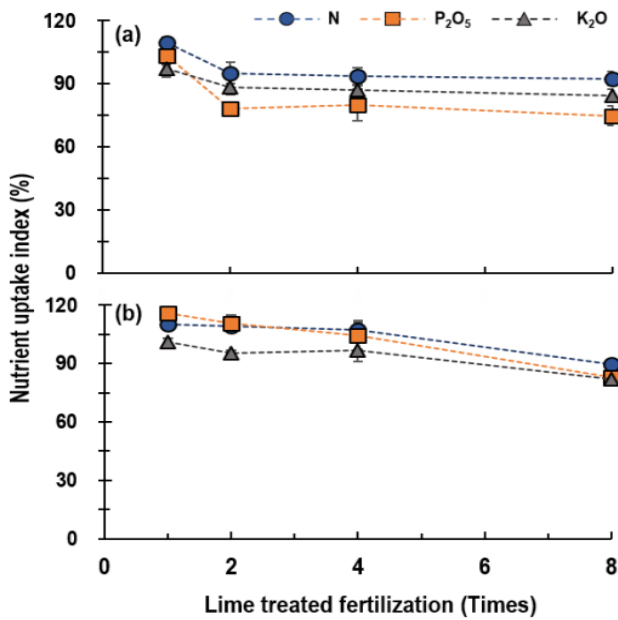 N P₂O₅ K₂O
(a)
120
90
60
30
0
(b)
120
90
60
30
0
0 2 4 6 8
Nutrient uptake index (%)
Lime treated fertilization (Times)